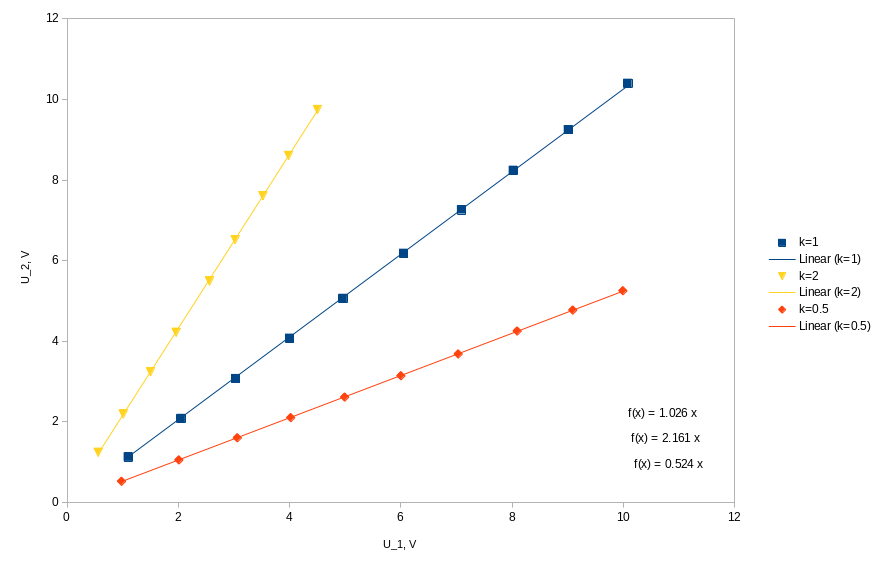 12
10
8
6
4
2
0
U_2, V
0 2 4 6 8 10 12
U_1, V
f(x) = 1.026 x
f(x) = 2.161 x
f(x) = 0.524 x
k=1
Linear (k=1)
k=2
Linear (k=2)
k=0.5
Linear (k=0.5)